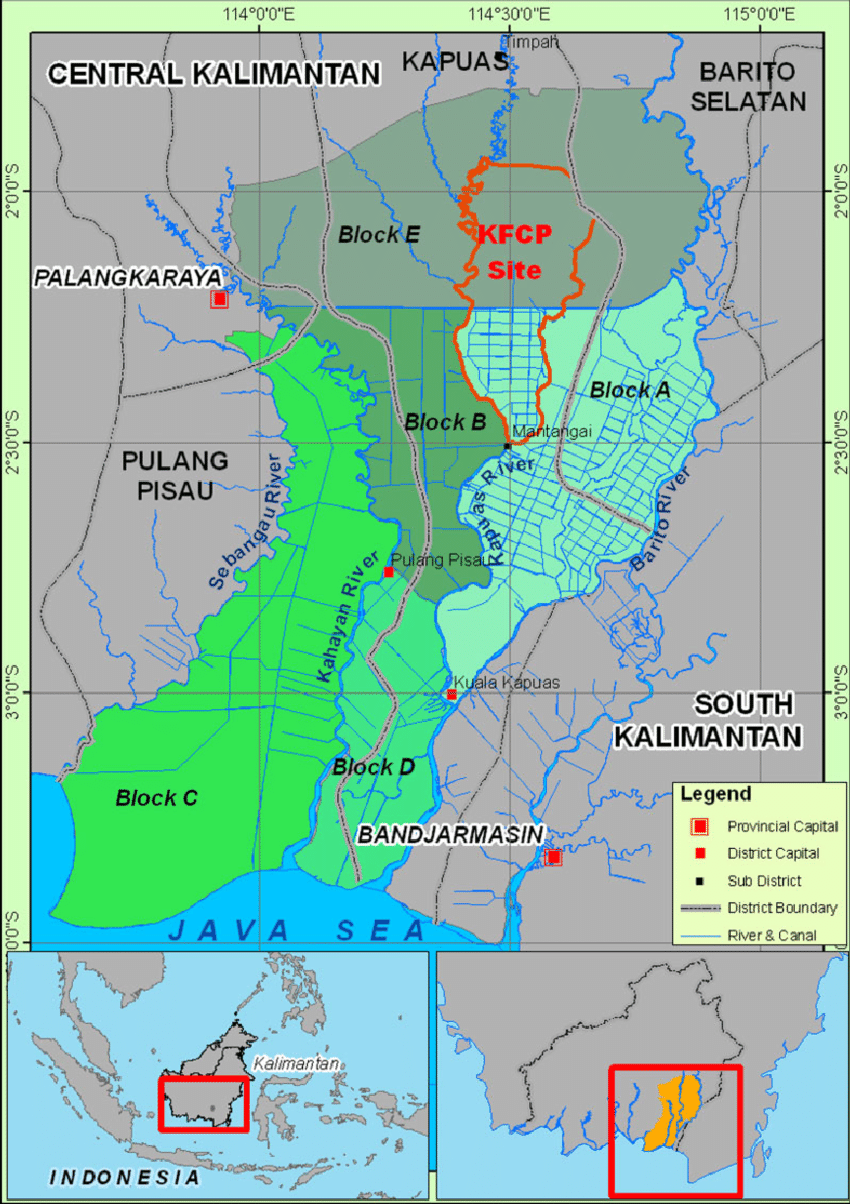 114°0'0"E
114°30'0"E
115°0'0"E
Timpah
KAPUAS
CENTRAL KALIMANTAN
BARITO
SELATAN
2°0'0"S
2°0'0"S
Block E
KFCP
Site
PALANGKARAYA
Block A
Block B
Mantangai
2°30'0"S
2°30'0"S
PULANG
PISAU
Sebangau River
Kapuas River
Barito River
Pulang Pisau
Kahayan River
Kuala Kapuas
3°0'0"S
3°0'0"S
SOUTH
KALIMANTAN
Block D
Block C
BANDJARMASIN
Legend
Provincial Capital
District Capital
Sub District
District Boundary
River & Canal
JAVA SEA
0'0"S
Kalimantan
INDONESIA